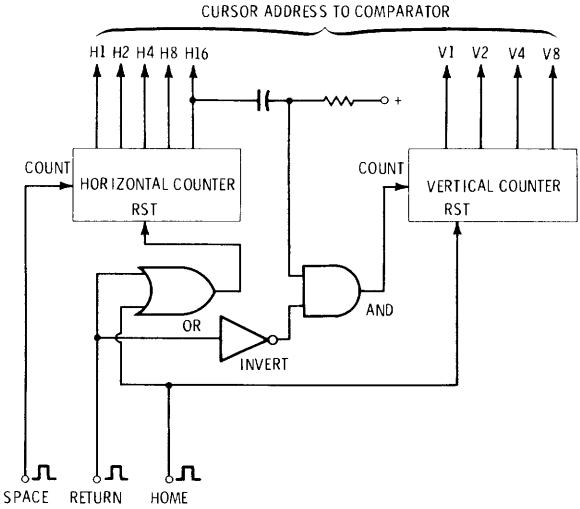 CURSOR ADDRESS TO COMPARATOR
H1 H2 H4 H8 H16 V1 V2 V4 V8
+
COUNT HORIZONTAL COUNTER COUNT VERTICAL COUNTER
RST RST
OR AND
INVERT
SPACE RETURN HOME